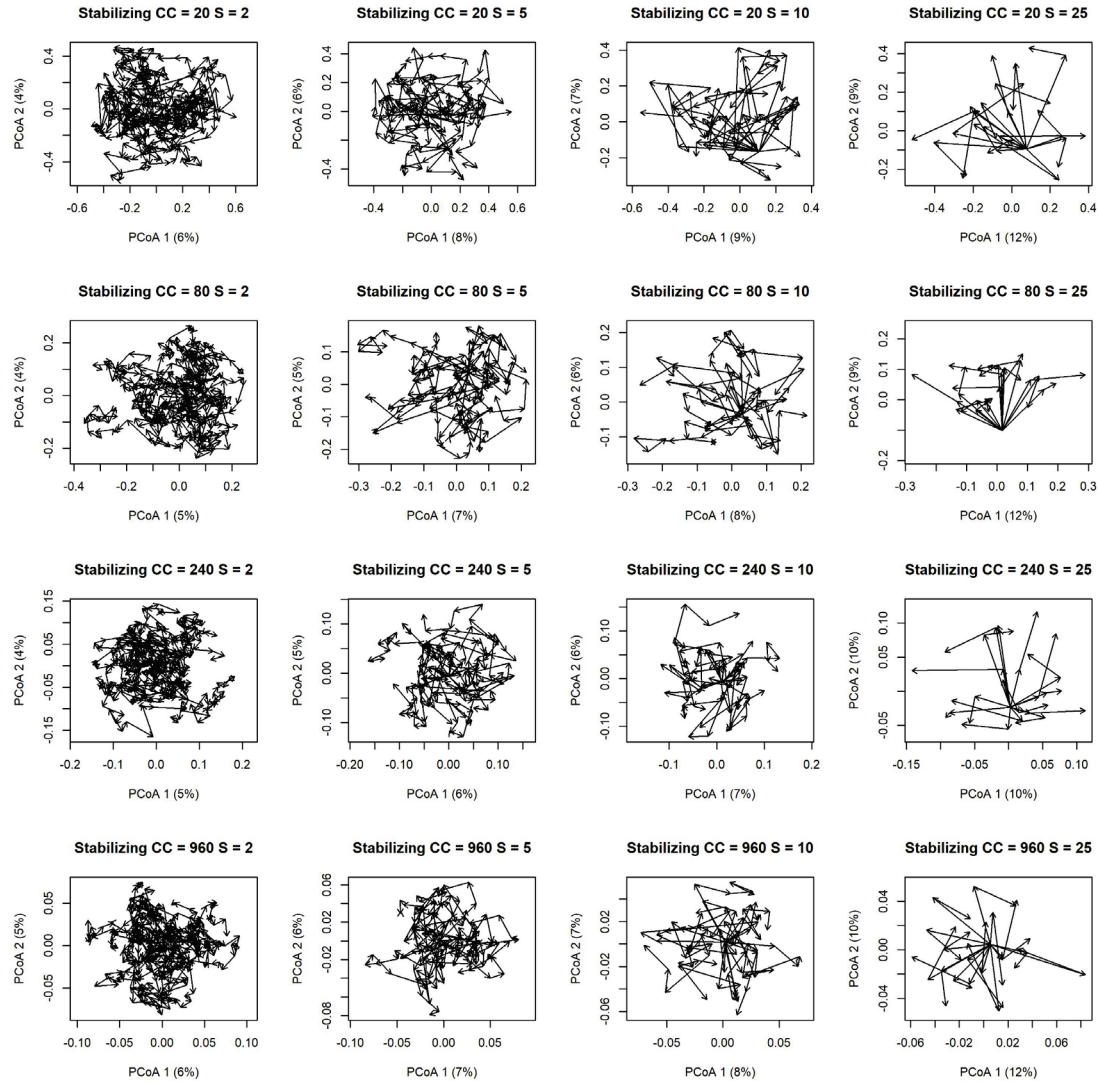 Stabilizing CC = 20 S = 2
PCoA 2 (4%)
0.4
0.0
-0.4
-0.6 -0.2 0.2 0.6
PCoA 1 (6%)
Stabilizing CC = 20 S = 5
PCoA 2 (6%)
0.4
0.2
0.0
-0.4
-0.4 0.0 0.2 0.4 0.6
PCoA 1 (8%)
Stabilizing CC = 20 S = 10
PCoA 2 (7%)
0.4
0.2
0.0
-0.2
-0.6 -0.4 -0.2 0.0 0.2 0.4
PCoA 1 (9%)
Stabilizing CC = 20 S = 25
PCoA 2 (9%)
0.4
0.2
0.0
-0.2
-0.4 -0.2 0.0 0.2 0.4
PCoA 1 (12%)
Stabilizing CC = 80 S = 2
PCoA 2 (4%)
0.2
0.0
-0.2
-0.4 -0.2 0.0 0.2
PCoA 1 (5%)
Stabilizing CC = 80 S = 5
PCoA 2 (5%)
0.1
0.0
-0.1
-0.2
-0.3 -0.2 -0.1 0.0 0.1 0.2
PCoA 1 (7%)
Stabilizing CC = 80 S = 10
PCoA 2 (6%)
0.2
0.1
0.0
-0.1
-0.3 -0.2 -0.1 0.0 0.1 0.2
PCoA 1 (8%)
Stabilizing CC = 80 S = 25
PCoA 2 (9%)
0.2
0.1
0.0
-0.2
-0.3 -0.1 0.0 0.1 0.2 0.3
PCoA 1 (12%)
Stabilizing CC = 240 S = 2
PCoA 2 (4%)
0.15
0.05
-0.05
-0.15
-0.2 -0.1 0.0 0.1 0.2
PCoA 1 (5%)
Stabilizing CC = 240 S = 5
PCoA 2 (5%)
0.10
0.00
-0.10
-0.20 -0.10 0.00 0.10
PCoA 1 (6%)
Stabilizing CC = 240 S = 10
PCoA 2 (6%)
0.10
0.00
-0.10
-0.2 -0.1 0.0 0.1 0.2
PCoA 1 (7%)
Stabilizing CC = 240 S = 25
PCoA 2 (10%)
0.10
0.05
-0.05
-0.15 -0.05 0.05 0.10
PCoA 1 (10%)
Stabilizing CC = 960 S = 2
PCoA 2 (5%)
0.05
0.00
-0.05
-0.10 -0.05 0.00 0.05 0.10
PCoA 1 (6%)
Stabilizing CC = 960 S = 5
PCoA 2 (6%)
0.06
0.02
-0.02
-0.08
-0.10 -0.05 0.00 0.05
PCoA 1 (7%)
Stabilizing CC = 960 S = 10
PCoA 2 (7%)
0.02
-0.02
-0.06
-0.05 0.00 0.05
PCoA 1 (8%)
Stabilizing CC = 960 S = 25
PCoA 2 (10%)
0.04
0.00
-0.04
-0.06 -0.02 0.02 0.06
PCoA 1 (12%)